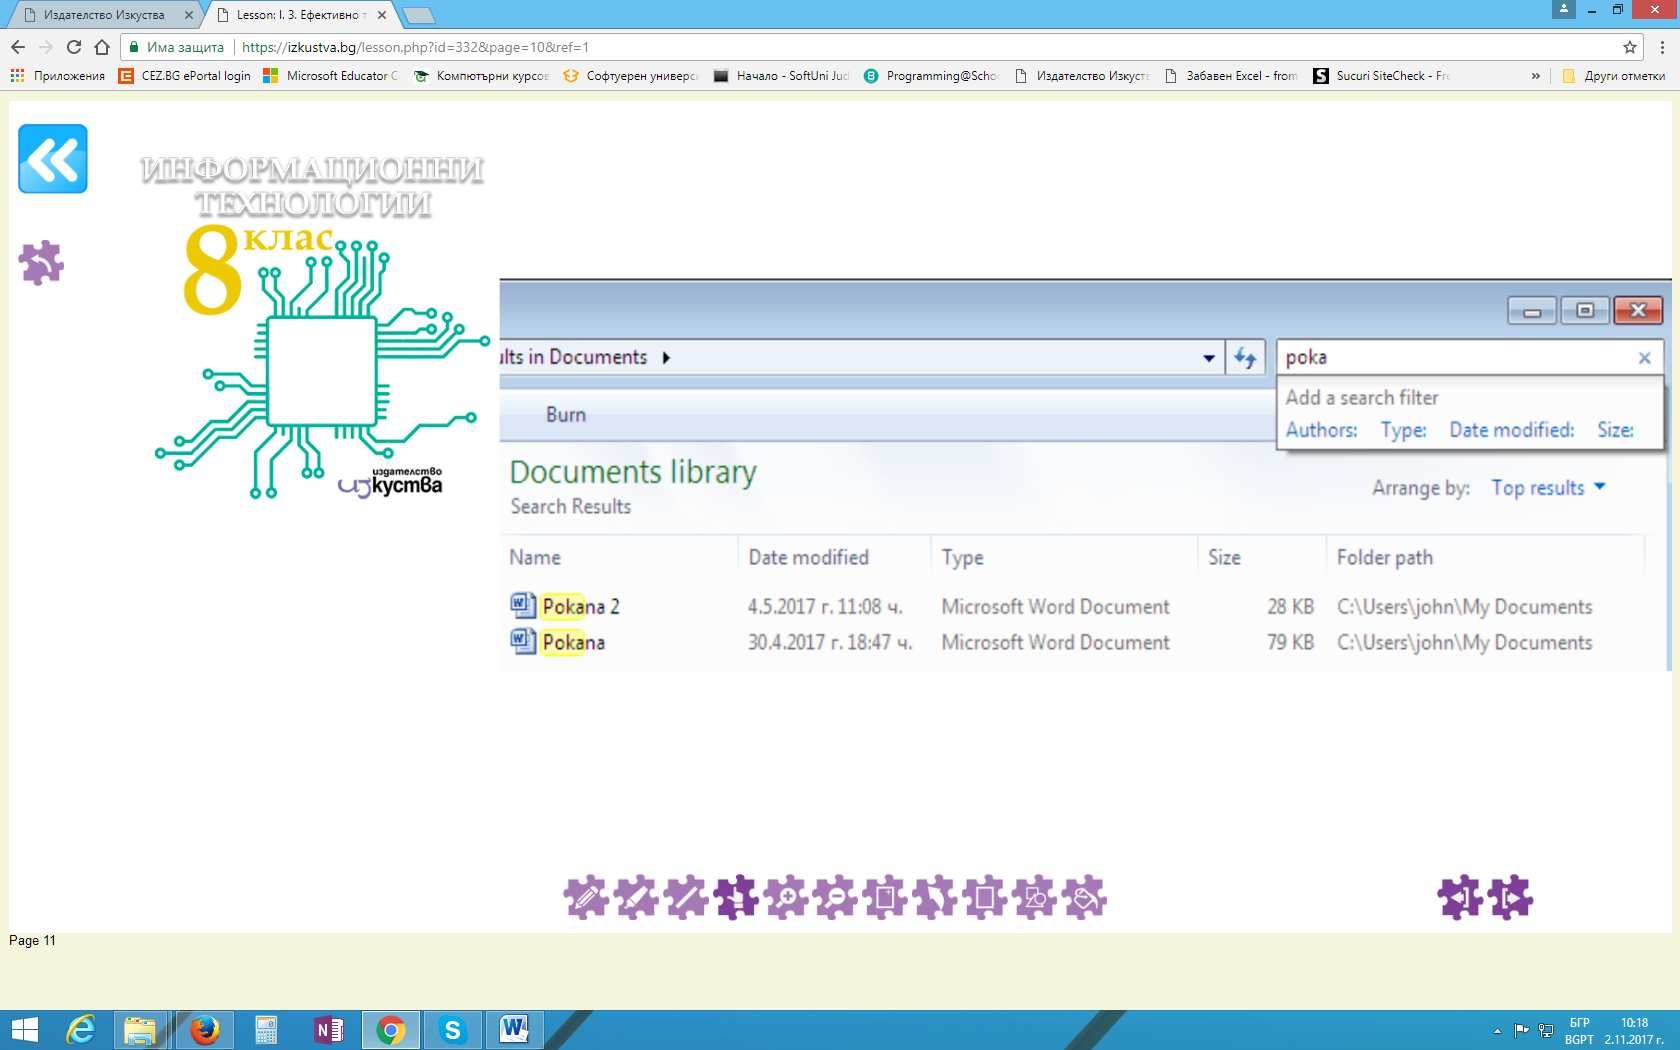 Издателство Изкуства
Lesson: I. 3. Ефективно т
Има защита
https://izkustva.bg/lesson.php?id=332&page=10&ref=1
Приложения
CEZ.BG ePortal login
Microsoft Educator C
Компютърни курсов
Софтуерен универси
Начало - SoftUni Jud
Programming@Schoo
Издателство Изкуств
Забавен Excel - from
Sucuri SiteCheck - Fre
»
Други отметки
ИНФОРМАЦИОННИ
ТЕХНОЛОГИИ
8 клас
издателство
изкуства
ults in Documents
poka
Add a search filter
Authors: Type: Date modified: Size:
Burn
Documents library
Search Results
Arrange by: Top results
Name Date modified Type Size Folder path
Pokana 2 4.5.2017 г. 11:08 ч. Microsoft Word Document 28 KB C:\Users\john\My Documents
Pokana 30.4.2017 г. 18:47 ч. Microsoft Word Document 79 KB C:\Users\john\My Documents
Page 11
БГР
BGPT
10:18
2.11.2017 г.